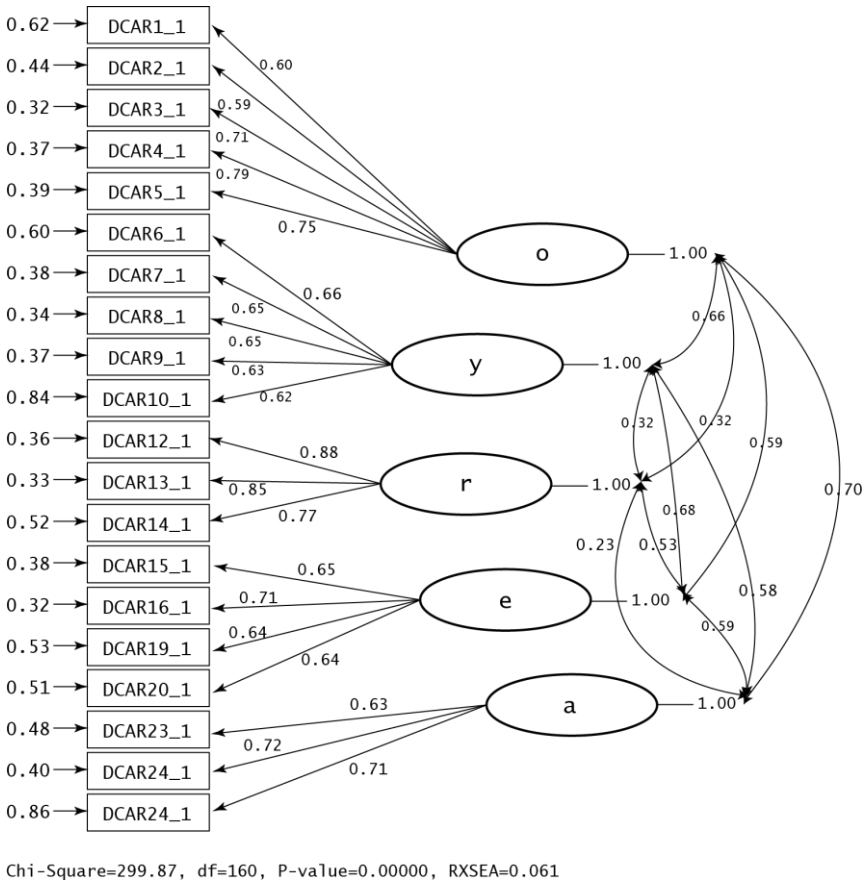 0.62 DCAR1_1
0.60
0.44 DCAR2_1
0.32 DCAR3_1 0.59
0.37 DCAR4_1 0.71
0.39 DCAR5_1 0.79
0.75
0.60 DCAR6_1
o 1.00
0.38 DCAR7_1
0.66
0.34 DCAR8_1 0.65
0.66
0.37 DCAR9_1 0.65
0.63
y 1.00
0.84 DCAR10_1 0.62
0.36 DCAR12_1
0.32 0.32
0.88
0.59
0.33 DCAR13_1 0.85
r 1.00
0.70
0.52 DCAR14_1 0.77
0.68
0.23 0.53
0.38 DCAR15_1 0.65
0.32 DCAR16_1 0.71
e 1.00
0.58
0.53 DCAR19_1 0.64
0.59
0.51 DCAR20_1 0.64
0.63
a 1.00
0.48 DCAR23_1
0.72
0.40 DCAR24_1 0.71
0.86 DCAR24_1
Chi-Square=299.87, df=160, P-value=0.00000, RXSEA=0.061